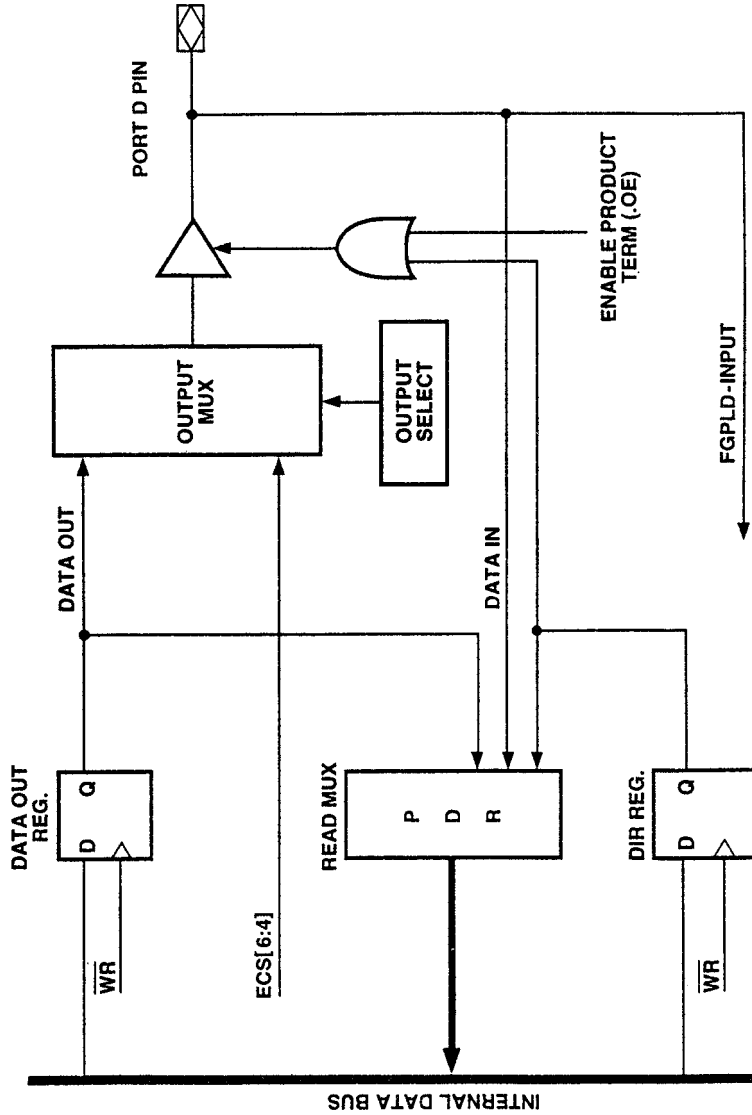 INTERNAL DATA BUS
DATA OUT
REG.
D Q
WR
DATA OUT
ECS[6:4]
OUTPUT
MUX
OUTPUT
SELECT
PORT D PIN
READ MUX
P
D
R
DATA IN
ENABLE PRODUCT
TERM (.OE)
DIR REG.
D Q
WR
FGPLD-INPUT